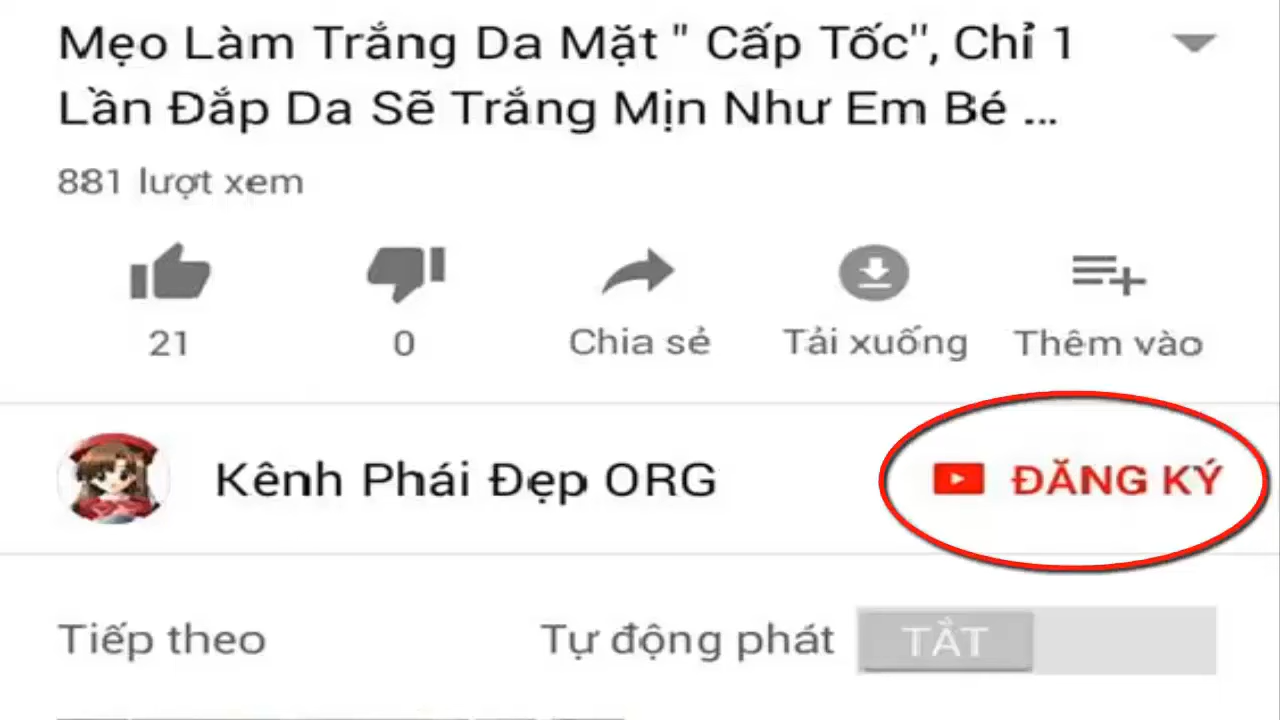 Mẹo Làm Trắng Da Mặt " Cấp Tốc", Chỉ 1
Lần Đắp Da Sẽ Trắng Mịn Như Em Bé ...
881 lượt xem
21
0
Chia sẻ
Tải xuống
Thêm vào
Kênh Phái Đẹp ORG
ĐĂNG KÝ
Tiếp theo
Tự động phát
TẮT